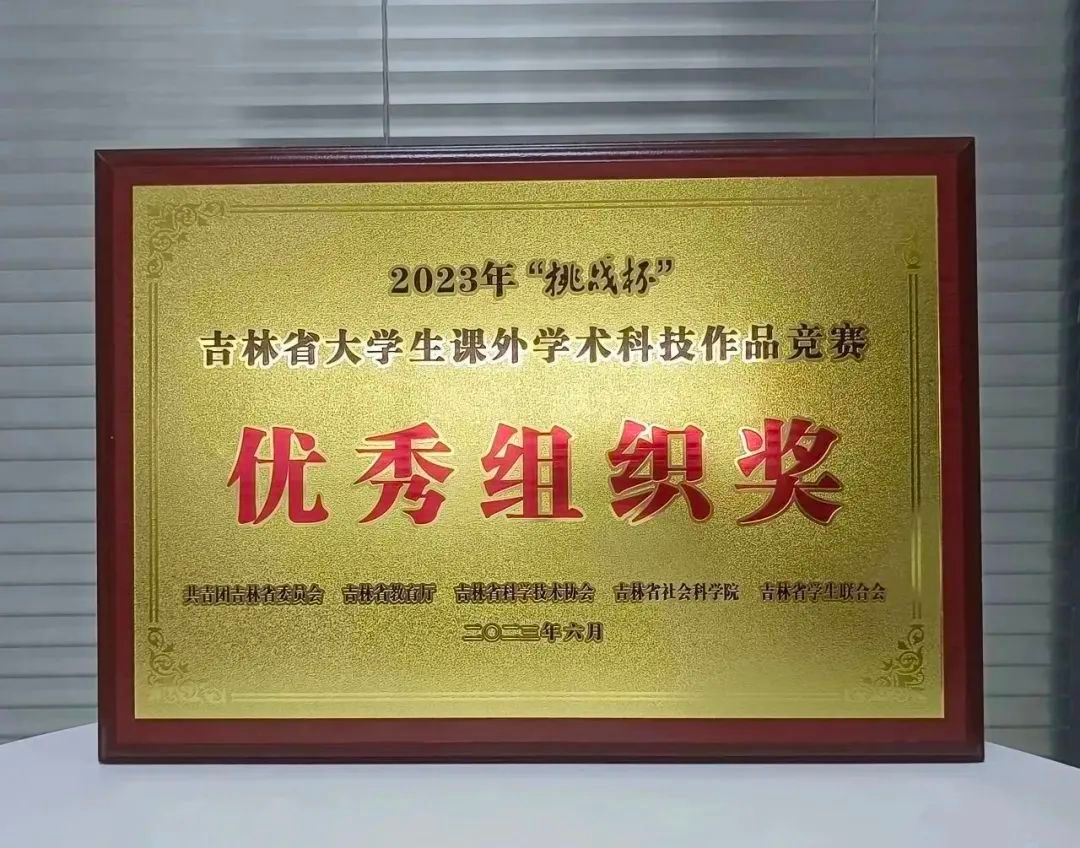 2023年“挑战杯”
吉林省大学生课外学术科技作品竞赛
优秀组织奖
共青团吉林省委员会 吉林省教育厅 吉林省科学技术协会 吉林省社会科学院 吉林省学生联合会
二〇二三年六月